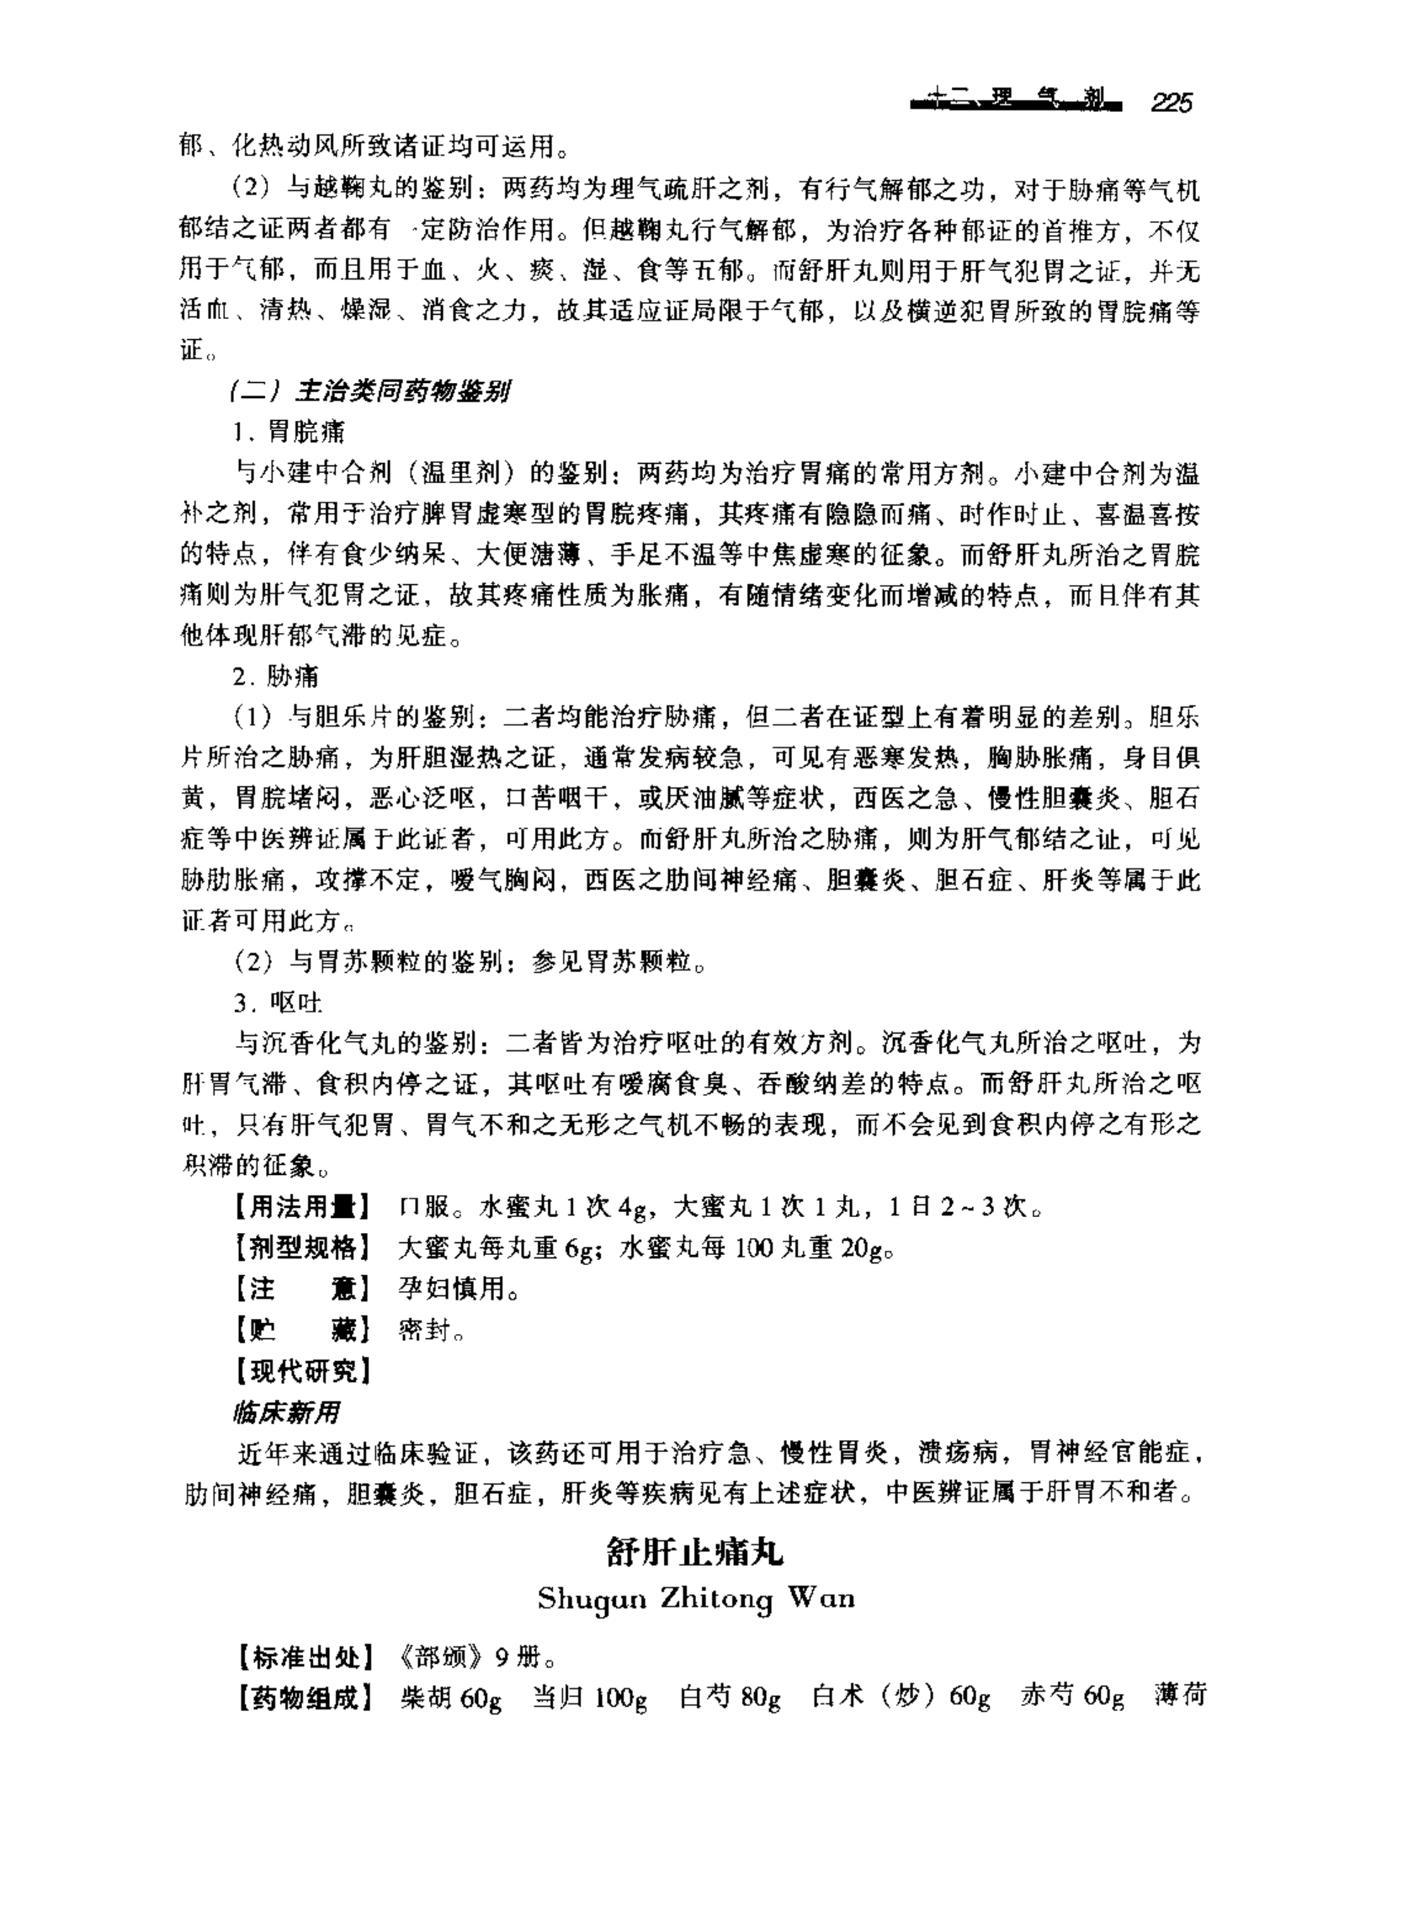 十二、理气剂 225
郁、化热动风所致诸证均可运用。
（2）与越鞠丸的鉴别：两药均为理气疏肝之剂，有行气解郁之功，对于胁痛等气机
郁结之证两者都有一定防治作用。但越鞠丸行气解郁，为治疗各种郁证的首推方，不仅
用于气郁，而且用于血、火、痰、湿、食等五郁。而舒肝丸则用于肝气犯胃之证，并无
活血、清热、燥湿、消食之力，故其适应证局限于气郁，以及横逆犯胃所致的胃脘痛等
证。
（二）主治类同药物鉴别
1. 胃脘痛
与小建中合剂（温里剂）的鉴别：两药均为治疗胃痛的常用方剂。小建中合剂为温
补之剂，常用于治疗脾胃虚寒型的胃脘疼痛，其疼痛有隐隐而痛、时作时止、喜温喜按
的特点，伴有食少纳呆、大便溏薄、手足不温等中焦虚寒的征象。而舒肝丸所治之胃脘
痛则为肝气犯胃之证，故其疼痛性质为胀痛，有随情绪变化而增减的特点，而且伴有其
他体现肝郁气滞的见症。
2. 胁痛
（1）与胆乐片的鉴别：二者均能治疗胁痛，但二者在证型上有着明显的差别。胆乐
片所治之胁痛，为肝胆湿热之证，通常发病较急，可见有恶寒发热，胸胁胀痛，身目俱
黄，胃脘堵闷，恶心泛呕，口苦咽干，或厌油腻等症状，西医之急、慢性胆囊炎、胆石
症等中医辨证属于此证者，可用此方。而舒肝丸所治之胁痛，则为肝气郁结之证，可见
胁肋胀痛，攻撑不定，嗳气胸闷，西医之肋间神经痛、胆囊炎、胆石症、肝炎等属于此
证者可用此方。
（2）与胃苏颗粒的鉴别：参见胃苏颗粒。
3. 呕吐
与沉香化气丸的鉴别：二者皆为治疗呕吐的有效方剂。沉香化气丸所治之呕吐，为
肝胃气滞、食积内停之证，其呕吐有嗳腐食臭、吞酸纳差的特点。而舒肝丸所治之呕
吐，只有肝气犯胃、胃气不和之无形之气机不畅的表现，而不会见到食积内停之有形之
积滞的征象。
【用法用量】 口服。水蜜丸1次4g，大蜜丸1次1丸，1日2~3次。
【剂型规格】 大蜜丸每丸重6g；水蜜丸每100丸重20g。
【注　　意】 孕妇慎用。
【贮　　藏】 密封。
【现代研究】
临床新用
近年来通过临床验证，该药还可用于治疗急、慢性胃炎，溃疡病，胃神经官能症，
肋间神经痛，胆囊炎，胆石症，肝炎等疾病见有上述症状，中医辨证属于肝胃不和者。
舒肝止痛丸
Shugan Zhitong Wan
【标准出处】《部颁》9册。
【药物组成】 柴胡60g　当归100g　白芍80g　白术（炒）60g　赤芍60g　薄荷